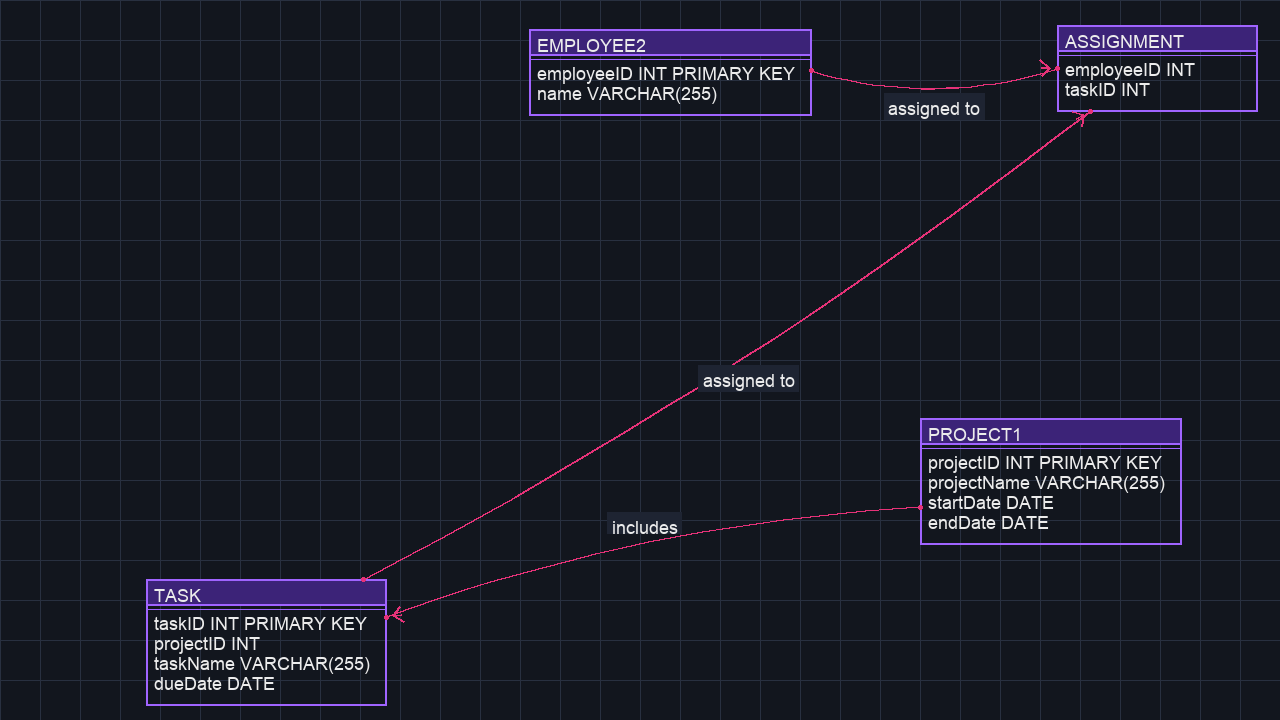 EMPLOYEE2
employeeID INT PRIMARY KEY
name VARCHAR(255)
ASSIGNMENT
employeeID INT
taskID INT
assigned to
assigned to
PROJECT1
projectID INT PRIMARY KEY
projectName VARCHAR(255)
startDate DATE
endDate DATE
includes
TASK
taskID INT PRIMARY KEY
projectID INT
taskName VARCHAR(255)
dueDate DATE